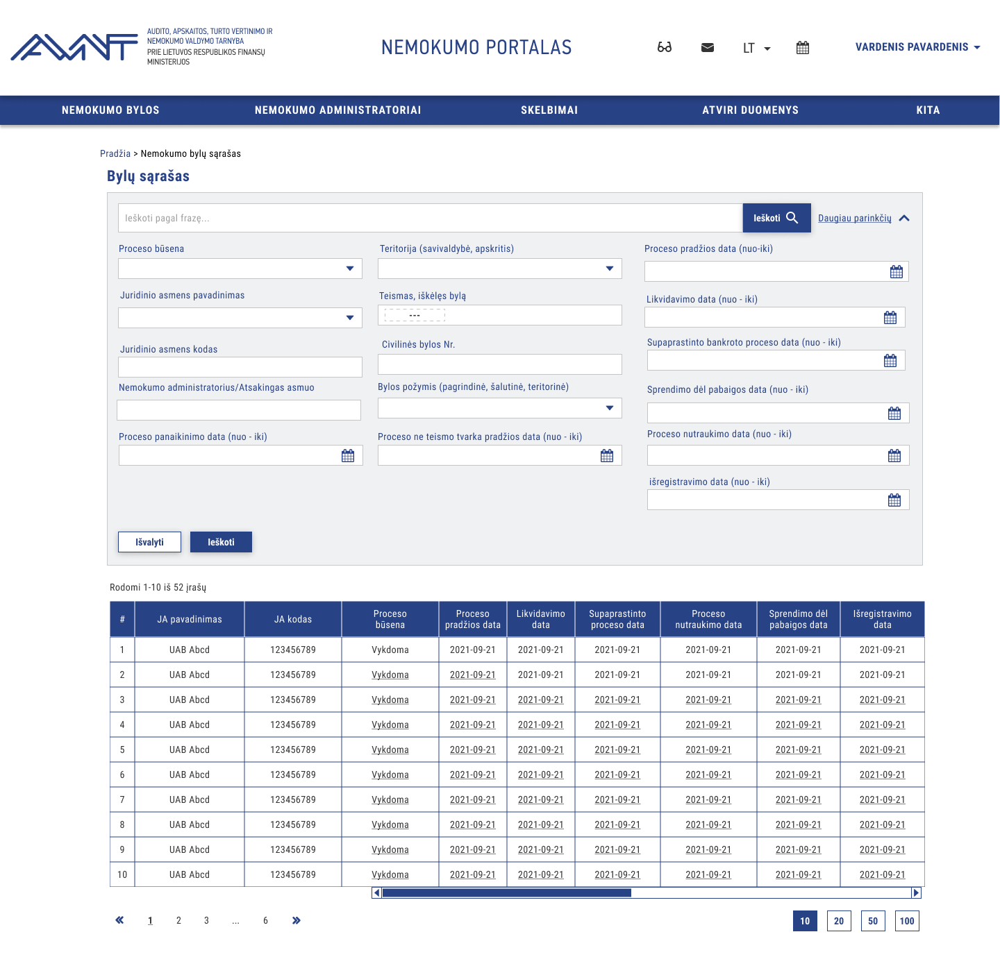 AUDITO, APSKAITOS, TURTO VERTINIMO IR
NEMOKUMO VALDYMO TARNYBA
PRIE LIETUVOS RESPUBLIKOS FINANSŲ
MINISTERIJOS
NEMOKUMO PORTALAS
LT
VARDENIS PAVARDENIS
NEMOKUMO BYLOS NEMOKUMO ADMINISTRATORIAI SKELBIMAI ATVIRI DUOMENYS KITA
Pradžia > Nemokumo bylų sąrašas
Bylų sąrašas
Ieškoti pagal frazę... Ieškoti Daugiau parinkčių
Proceso būsena Teritorija (savivaldybė, apskritis) Proceso pradžios data (nuo-iki)
Juridinio asmens pavadinimas Teismas, iškėlęs bylą Likvidavimo data (nuo - iki)
---
Juridinio asmens kodas Civilinės bylos Nr. Supaprastinto bankroto proceso data (nuo - iki)
Nemokumo administratorius/Atsakingas asmuo Bylos požymis (pagrindinė, šalutinė, teritorinė) Sprendimo dėl pabaigos data (nuo - iki)
Proceso panaikinimo data (nuo - iki) Proceso ne teismo tvarka pradžios data (nuo - iki) Proceso nutraukimo data (nuo - iki)
išregistravimo data (nuo - iki)
Išvalyti Ieškoti
Rodomi 1-10 iš 52 įrašų
# JA pavadinimas JA kodas Proceso būsena Proceso pradžios data Likvidavimo data Supaprastinto proceso data Proceso nutraukimo data Sprendimo dėl pabaigos data Išregistravimo data
1 UAB Abcd 123456789 Vykdoma 2021-09-21 2021-09-21 2021-09-21 2021-09-21 2021-09-21 2021-09-21
2 UAB Abcd 123456789 Vykdoma 2021-09-21 2021-09-21 2021-09-21 2021-09-21 2021-09-21 2021-09-21
3 UAB Abcd 123456789 Vykdoma 2021-09-21 2021-09-21 2021-09-21 2021-09-21 2021-09-21 2021-09-21
4 UAB Abcd 123456789 Vykdoma 2021-09-21 2021-09-21 2021-09-21 2021-09-21 2021-09-21 2021-09-21
5 UAB Abcd 123456789 Vykdoma 2021-09-21 2021-09-21 2021-09-21 2021-09-21 2021-09-21 2021-09-21
6 UAB Abcd 123456789 Vykdoma 2021-09-21 2021-09-21 2021-09-21 2021-09-21 2021-09-21 2021-09-21
7 UAB Abcd 123456789 Vykdoma 2021-09-21 2021-09-21 2021-09-21 2021-09-21 2021-09-21 2021-09-21
8 UAB Abcd 123456789 Vykdoma 2021-09-21 2021-09-21 2021-09-21 2021-09-21 2021-09-21 2021-09-21
9 UAB Abcd 123456789 Vykdoma 2021-09-21 2021-09-21 2021-09-21 2021-09-21 2021-09-21 2021-09-21
10 UAB Abcd 123456789 Vykdoma 2021-09-21 2021-09-21 2021-09-21 2021-09-21 2021-09-21 2021-09-21
« 1 2 3 ... 6 » 10 20 50 100